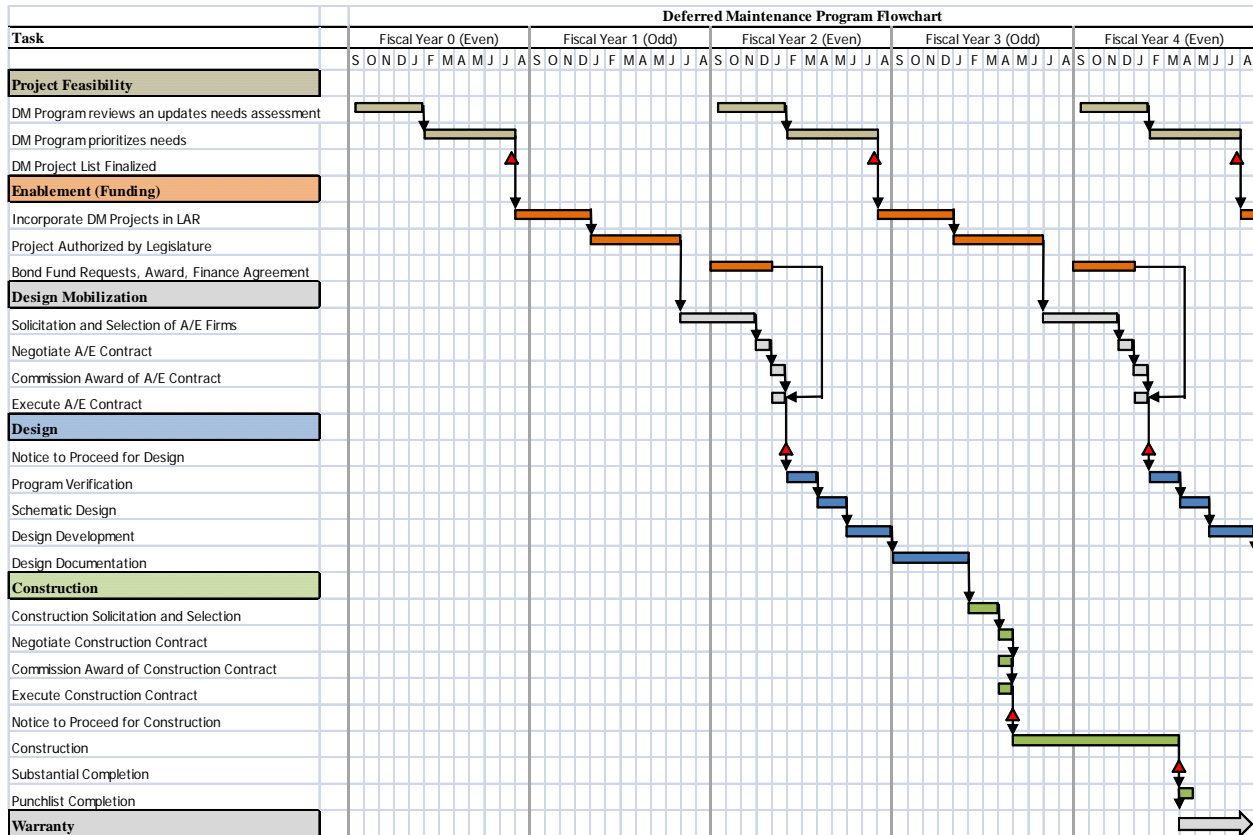 Deferred Maintenance Program Flowchart
Task Fiscal Year 0 (Even) Fiscal Year 1 (Odd) Fiscal Year 2 (Even) Fiscal Year 3 (Odd) Fiscal Year 4 (Even)
S O N D J F M A M J J A S O N D J F M A M J J A S O N D J F M A M J J A S O N D J F M A M J J A S O N D J F M A M J J A
Project Feasibility
DM Program reviews an updates needs assessment
DM Program prioritizes needs
DM Project List Finalized
Enablement (Funding)
Incorporate DM Projects in LAR
Project Authorized by Legislature
Bond Fund Requests, Award, Finance Agreement
Design Mobilization
Solicitation and Selection of A/E Firms
Negotiate A/E Contract
Commission Award of A/E Contract
Execute A/E Contract
Design
Notice to Proceed for Design
Program Verification
Schematic Design
Design Development
Design Documentation
Construction
Construction Solicitation and Selection
Negotiate Construction Contract
Commission Award of Construction Contract
Execute Construction Contract
Notice to Proceed for Construction
Construction
Substantial Completion
Punchlist Completion
Warranty